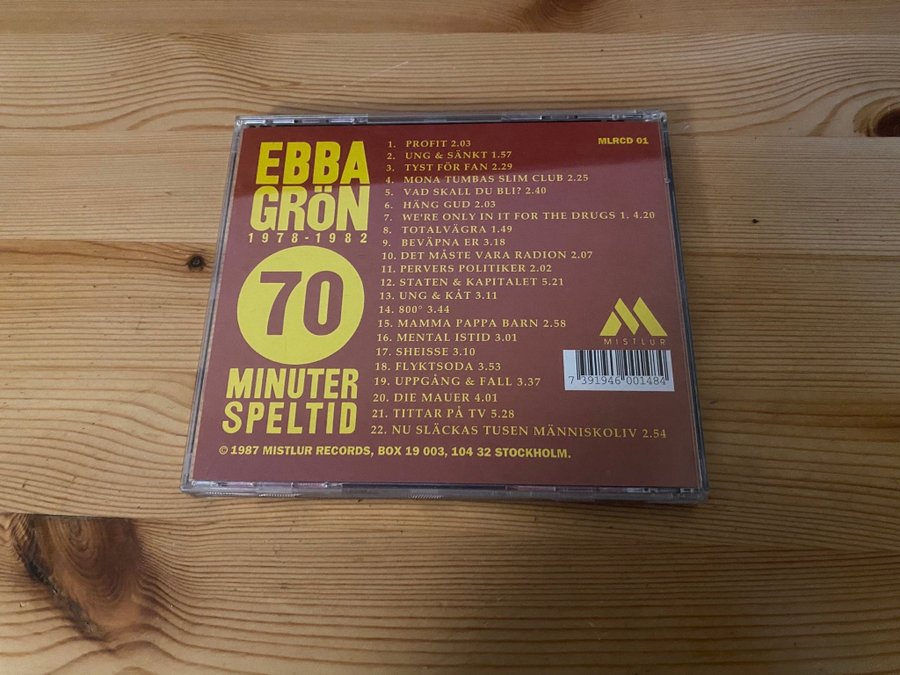 EBBA
GRÖN
1978-1982
70
MINUTER
SPELTID
1. PROFIT 2.03
2. UNG & SÄNKT 1.57
3. TYST FÖR FAN 2.29
4. MONA TUMBAS SLIM CLUB 2.25
5. VAD SKALL DU BLI? 2.40
6. HÄNG GUD 2.03
7. WE'RE ONLY IN IT FOR THE DRUGS 1. 4.20
8. TOTALVÄGRA 1.49
9. BEVÄPNA ER 3.18
10. DET MÅSTE VARA RADION 2.07
11. PERVERS POLITIKER 2.02
12. STATEN & KAPITALET 5.21
13. UNG & KÅT 3.11
14. 800° 3.44
15. MAMMA PAPPA BARN 2.58
16. MENTAL ISTID 3.01
17. SHEISSE 3.10
18. FLYKTSODA 3.53
19. UPPGÅNG & FALL 3.37
20. DIE MAUER 4.01
21. TITTAR PÅ TV 5.28
22. NU SLÄCKAS TUSEN MÄNNISKOLIV 2.54
MLRCD 01
MISTLUR
7 391946 001484
© 1987 MISTLUR RECORDS, BOX 19 003, 104 32 STOCKHOLM.